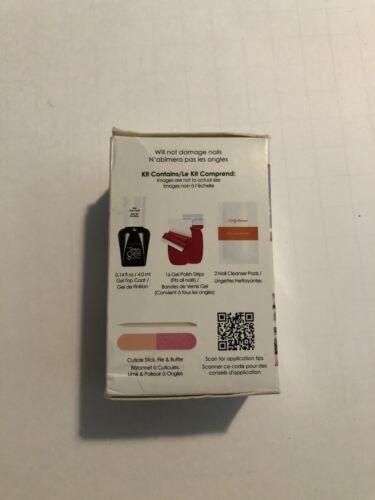 Will not damage nails
N'abîmera pas les ongles
Kit Contains/Le Kit Comprend:
Images are not to actual size
Images non à l'échelle
Sally Hansen
0.14 fl oz / 4.0 ml
Gel Top Coat /
Gel de Finition
16 Gel Polish Strips
(Fits all nails) /
Bandes de Vernis Gel
(Convient à tous les ongles)
2 Nail Cleanser Pads /
Lingettes Nettoyantes
Cuticle Stick, File & Buffer
Bâtonnet à Cuticules,
Lime & Polissoir à Ongles
Scan for application tips
Scanner ce code pour des
conseils d'application